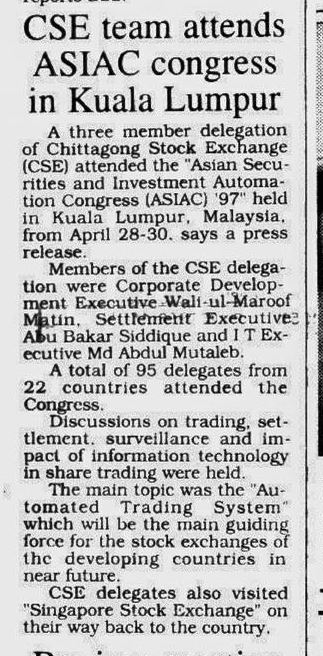 CSE team attends
ASIAC congress
in Kuala Lumpur
A three member delegation
of Chittagong Stock Exchange
(CSE) attended the "Asian Secu-
rities and Investment Automa-
tion Congress (ASIAC) '97" held
in Kuala Lumpur, Malaysia,
from April 28-30, says a press
release.
Members of the CSE delega-
tion were Corporate Develop-
ment Executive Wali-ul-Maroof
Matin, Settlement Executive
Abu Bakar Siddique and I T Ex-
ecutive Md Abdul Mutaleb.
A total of 95 delegates from
22 countries attended the
Congress.
Discussions on trading, set-
tlement, surveillance and im-
pact of information technology
in share trading were held.
The main topic was the "Au-
tomated Trading System"
which will be the main guiding
force for the stock exchanges of
the developing countries in
near future.
CSE delegates also visited
"Singapore Stock Exchange" on
their way back to the country.